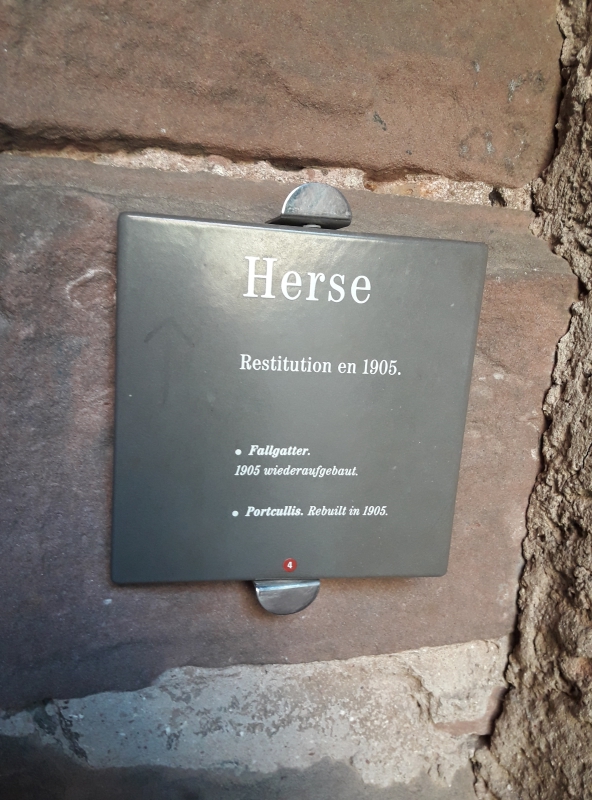 Herse
Restitution en 1905.
• Fallgatter.
1905 wiederaufgebaut.
• Portcullis. Rebuilt in 1905.
4